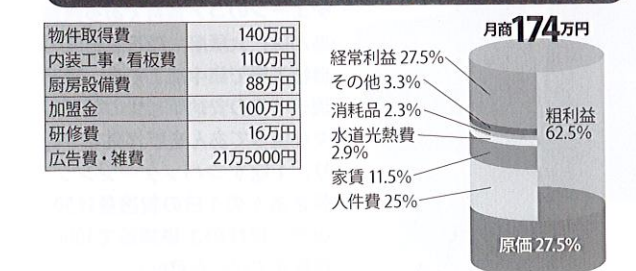 物件取得費 140万円
内装工事・看板費 110万円
厨房設備費 88万円
加盟金 100万円
研修費 16万円
広告費・雑費 21万5000円
月商174万円
経常利益 27.5%
その他 3.3%
消耗品 2.3%
水道光熱費
2.9%
家賃 11.5%
人件費 25%
粗利益
62.5%
原価 27.5%